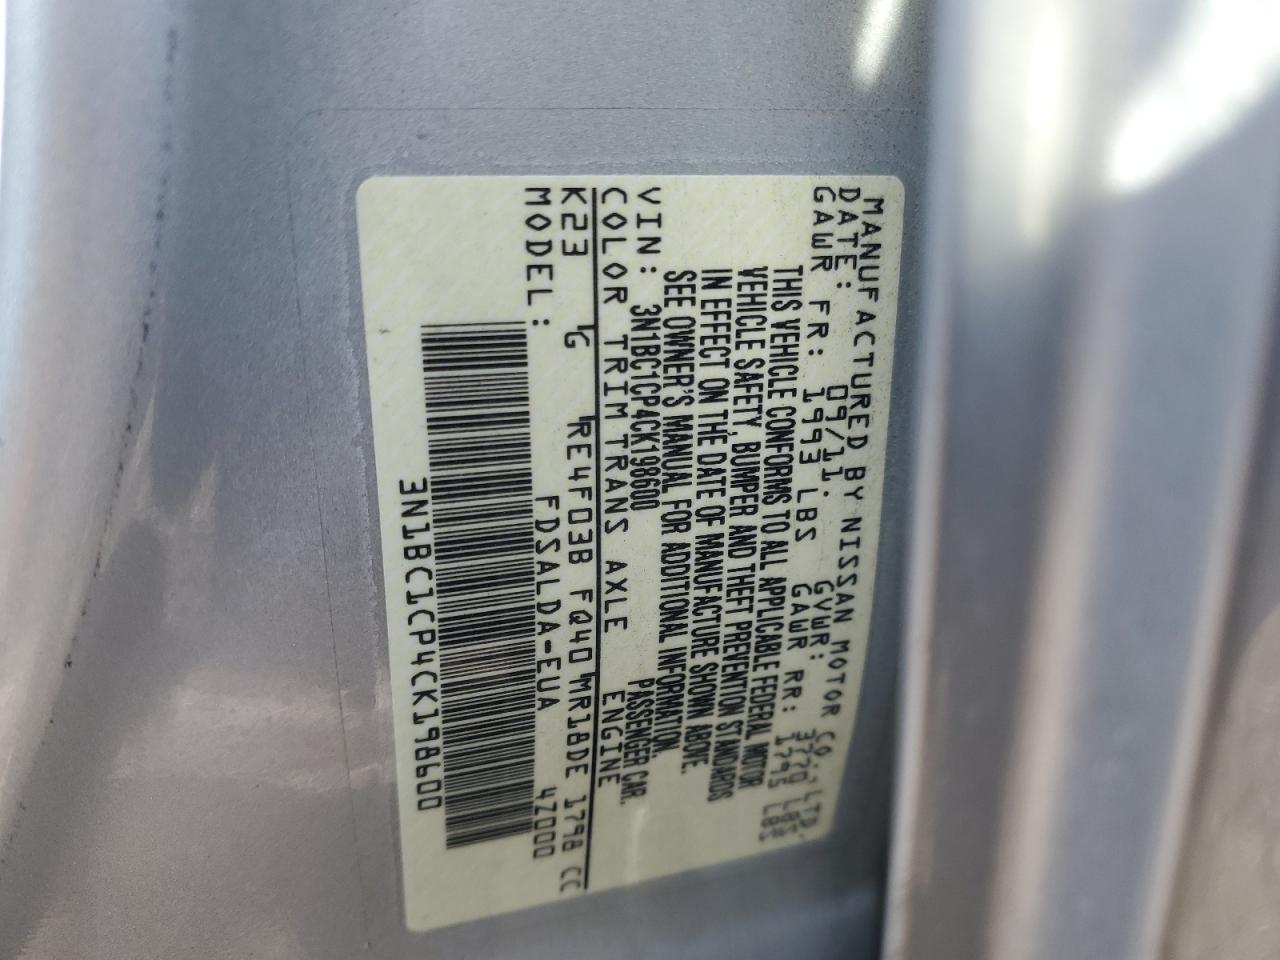 MANUFACTURED BY NISSAN MOTOR CO., LTD.
DATE: 09/11. GVWR: 3770 LBS
GAWR FR: 1993 LBS GAWR RR: 1795 LBS
THIS VEHICLE CONFORMS TO ALL APPLICABLE FEDERAL MOTOR
VEHICLE SAFETY, BUMPER AND THEFT PREVENTION STANDARDS
IN EFFECT ON THE DATE OF MANUFACTURE SHOWN ABOVE.
SEE OWNER'S MANUAL FOR ADDITIONAL INFORMATION.
VIN: 3N1BC1CP4CK198600 PASSENGER CAR.
COLOR TRIM TRANS AXLE ENGINE
K23 G RE4F03B FQ40 MR18DE 1798 CC
MODEL: FDSALDA-EUA 4Z000
3N1BC1CP4CK198600